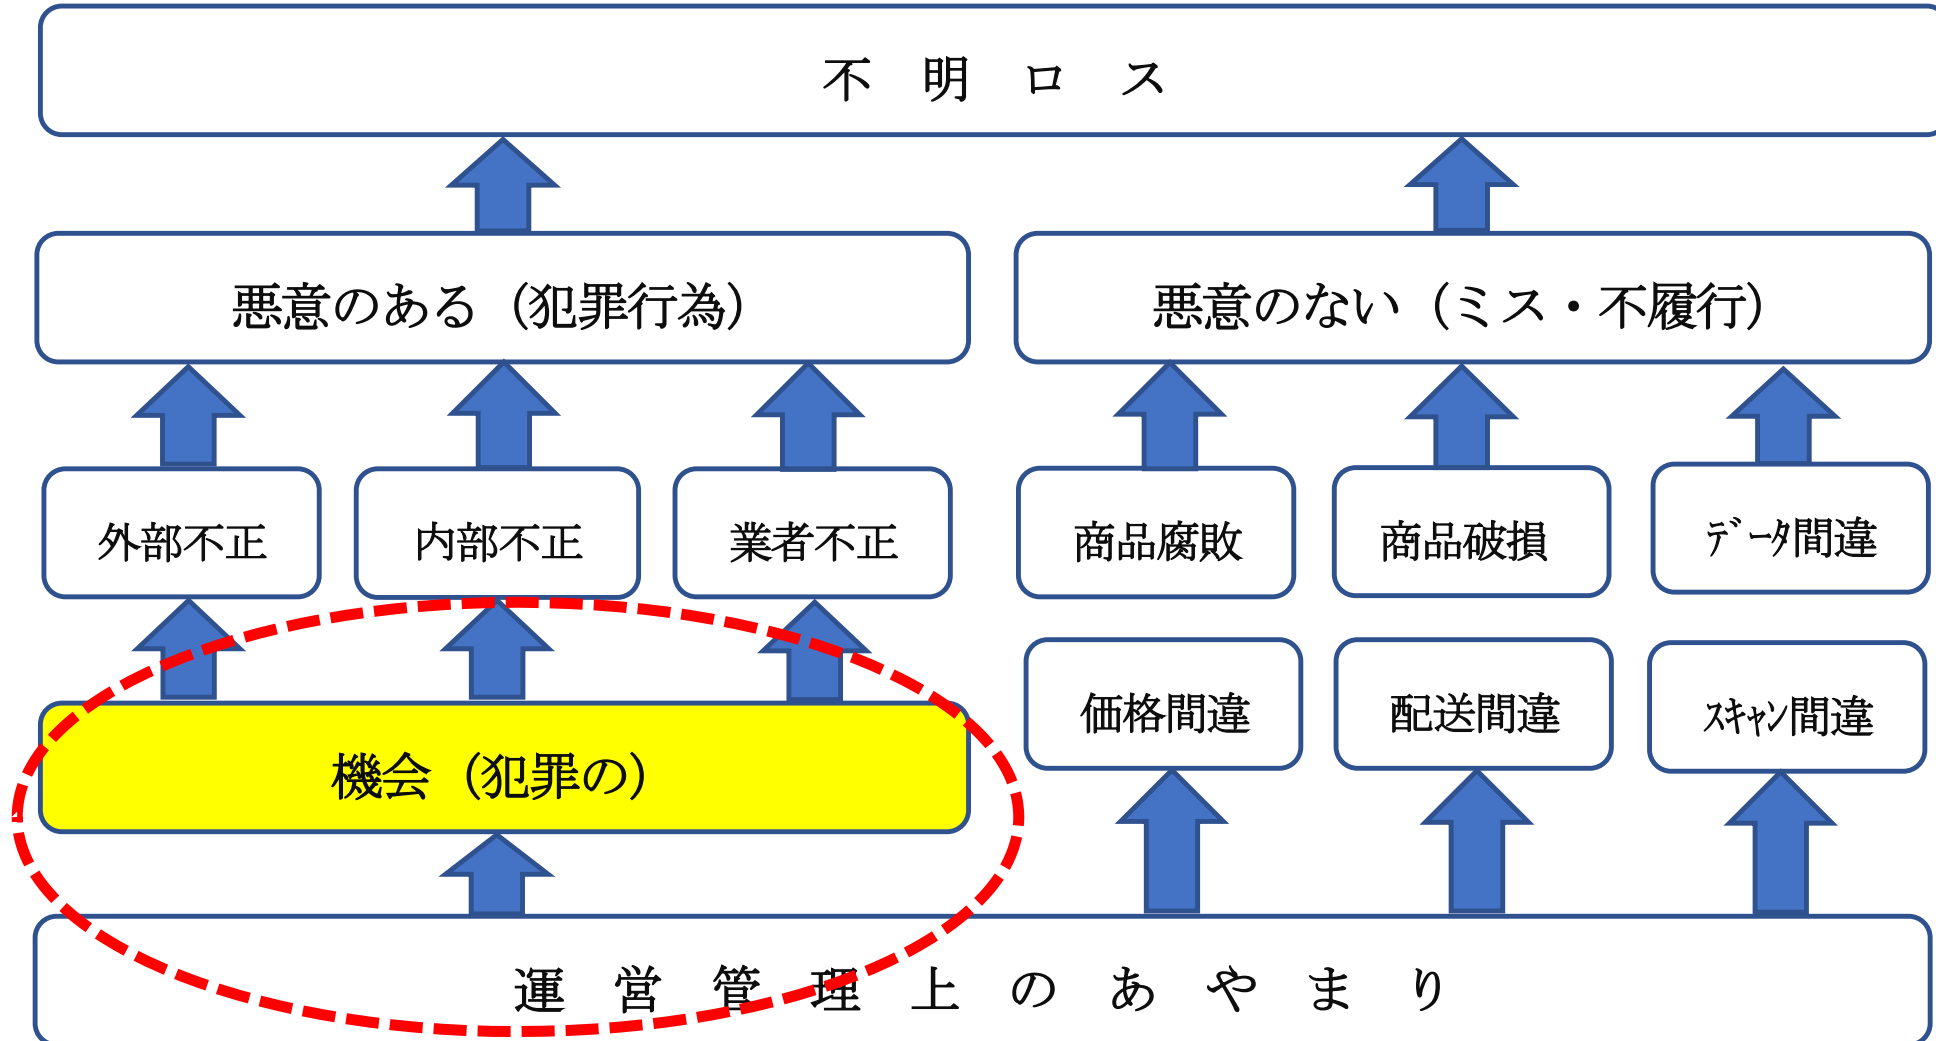 不　明　ロ　ス
悪意のある（犯罪行為）
悪意のない（ミス・不履行）
外部不正
内部不正
業者不正
商品腐敗
商品破損
ﾃﾞｰﾀ間違
価格間違
配送間違
ｽｷｬﾝ間違
機会（犯罪の）
運　営　管　理　上　の　あ　や　ま　り